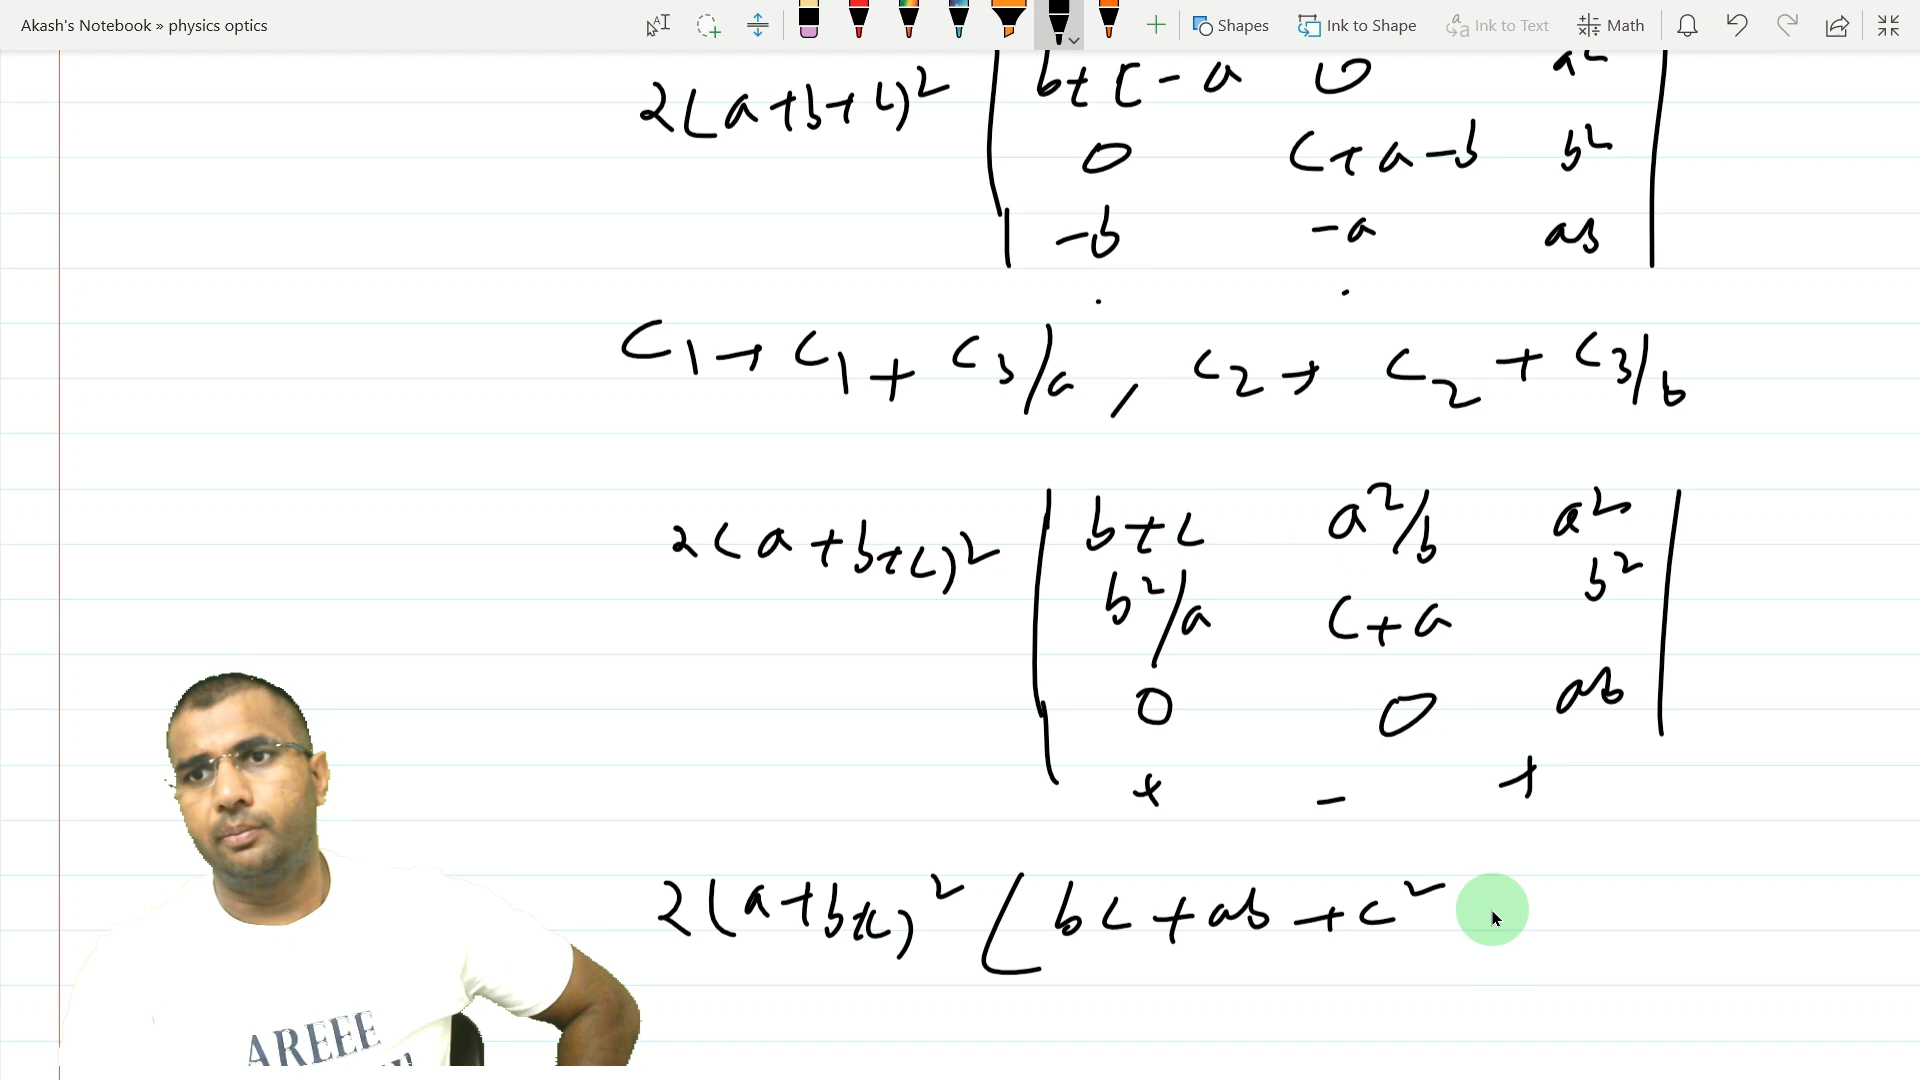 Akash's Notebook » physics optics
Shapes
Ink to Shape
Ink to Text
Math
2(a+b+c)² | b+c-a 0 a² |
0 c+a-b b²
-b -a ab
C1 → C1 + C3/a , C2 → C2 + C3/b
2(a+b+c)² | b+c a²/b a² |
b²/a c+a b²
0 0 ab
+ - +
2(a+b+c)² [ bc+ab+c²
AREEE